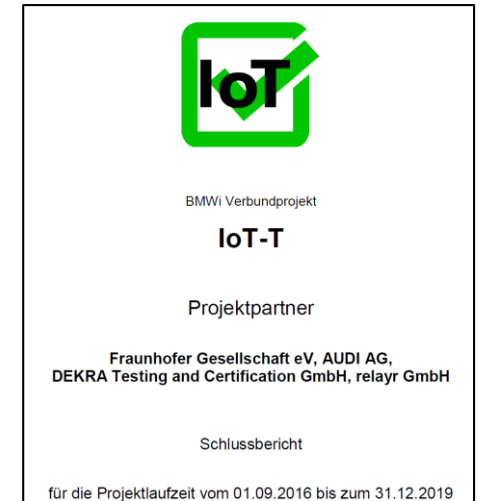 IoT
BMWi Verbundprojekt
IoT-T
Projektpartner
Fraunhofer Gesellschaft eV, AUDI AG,
DEKRA Testing and Certification GmbH, relayr GmbH
Schlussbericht
für die Projektlaufzeit vom 01.09.2016 bis zum 31.12.2019